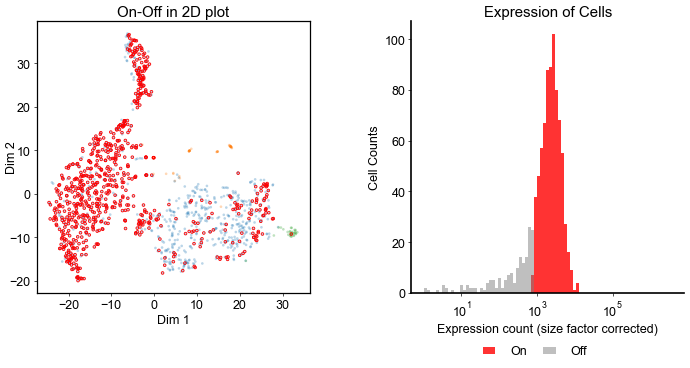 On-Off in 2D plot
Dim 2
30
20
10
0
−10
−20
−20 −10 0 10 20 30
Dim 1
Expression of Cells
Cell Counts
100
80
60
40
20
0
10^1 10^3 10^5
Expression count (size factor corrected)
On Off